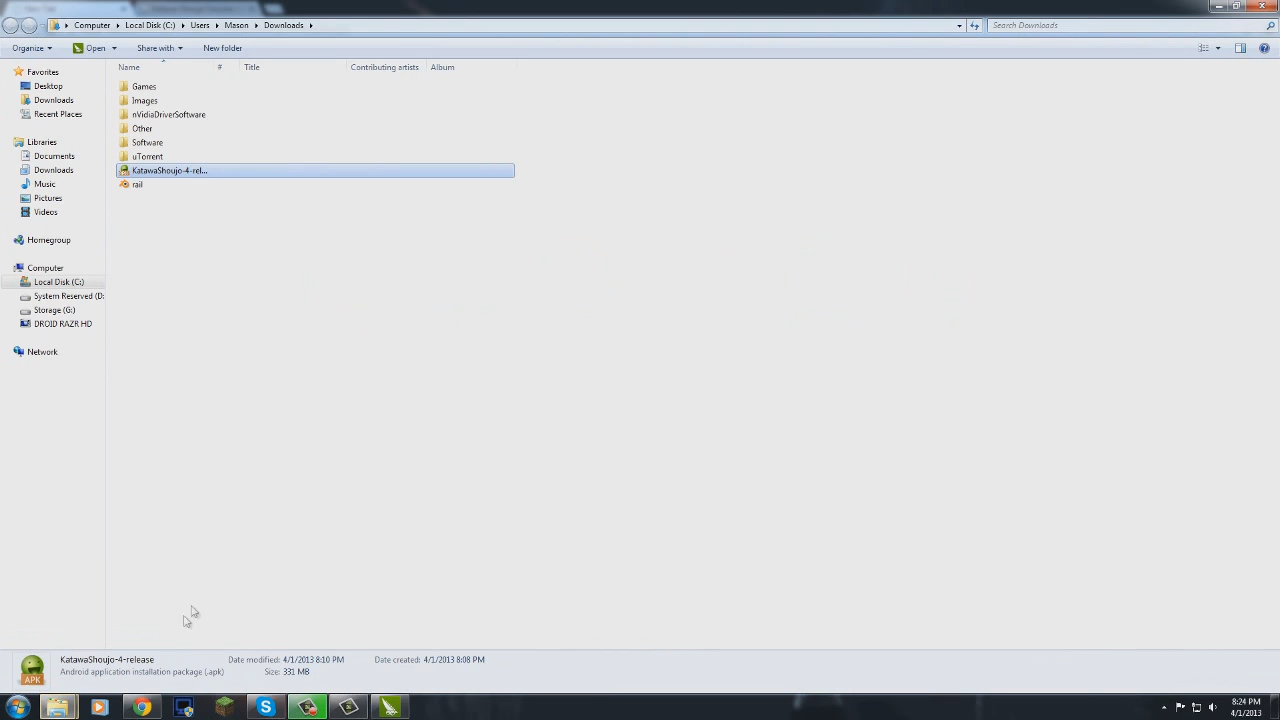 Computer Local Disk (C:) Users Mason Downloads
Search Downloads
Organize Open Share with New folder
Name # Title Contributing artists Album
Favorites
Desktop
Downloads
Recent Places
Libraries
Documents
Downloads
Music
Pictures
Videos
Homegroup
Computer
Local Disk (C:)
System Reserved (D:
Storage (G:)
DROID RAZR HD
Network
Games
Images
nVidiaDriverSoftware
Other
Software
uTorrent
KatawaShoujo-4-rel...
rail
APK
KatawaShoujo-4-release Date modified: 4/1/2013 8:10 PM Date created: 4/1/2013 8:08 PM
Android application installation package (.apk) Size: 331 MB
8:24 PM
4/1/2013